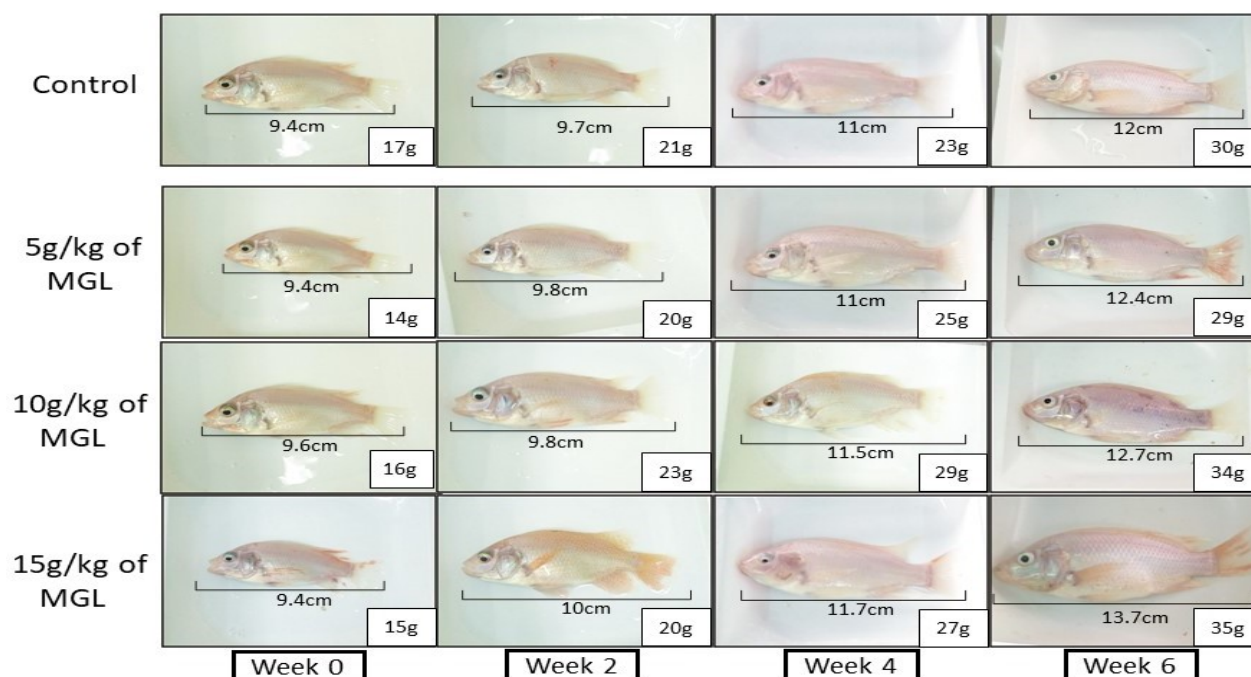 Control
9.4cm
17g
9.7cm
21g
11cm
23g
12cm
30g
5g/kg of
MGL
9.4cm
14g
9.8cm
20g
11cm
25g
12.4cm
29g
10g/kg of
MGL
9.6cm
16g
9.8cm
23g
11.5cm
29g
12.7cm
34g
15g/kg of
MGL
9.4cm
15g
10cm
20g
11.7cm
27g
13.7cm
35g
Week 0
Week 2
Week 4
Week 6